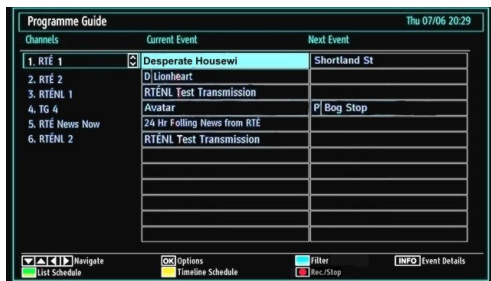 Programme Guide Thu 07/06 20:29
Channels Current Event Next Event
1. RTÉ 1 Desperate Housewi Shortland St
2. RTÉ 2 D Lionheart
3. RTÉNL 1 RTÉNL Test Transmission
4. TG 4 Avatar P Bog Stop
5. RTÉ News Now 24 Hr Folling News from RTÉ
6. RTÉNL 2 RTÉNL Test Transmission
Navigate OK Options Filter INFO Event Details
List Schedule Timeline Schedule Rec./Stop